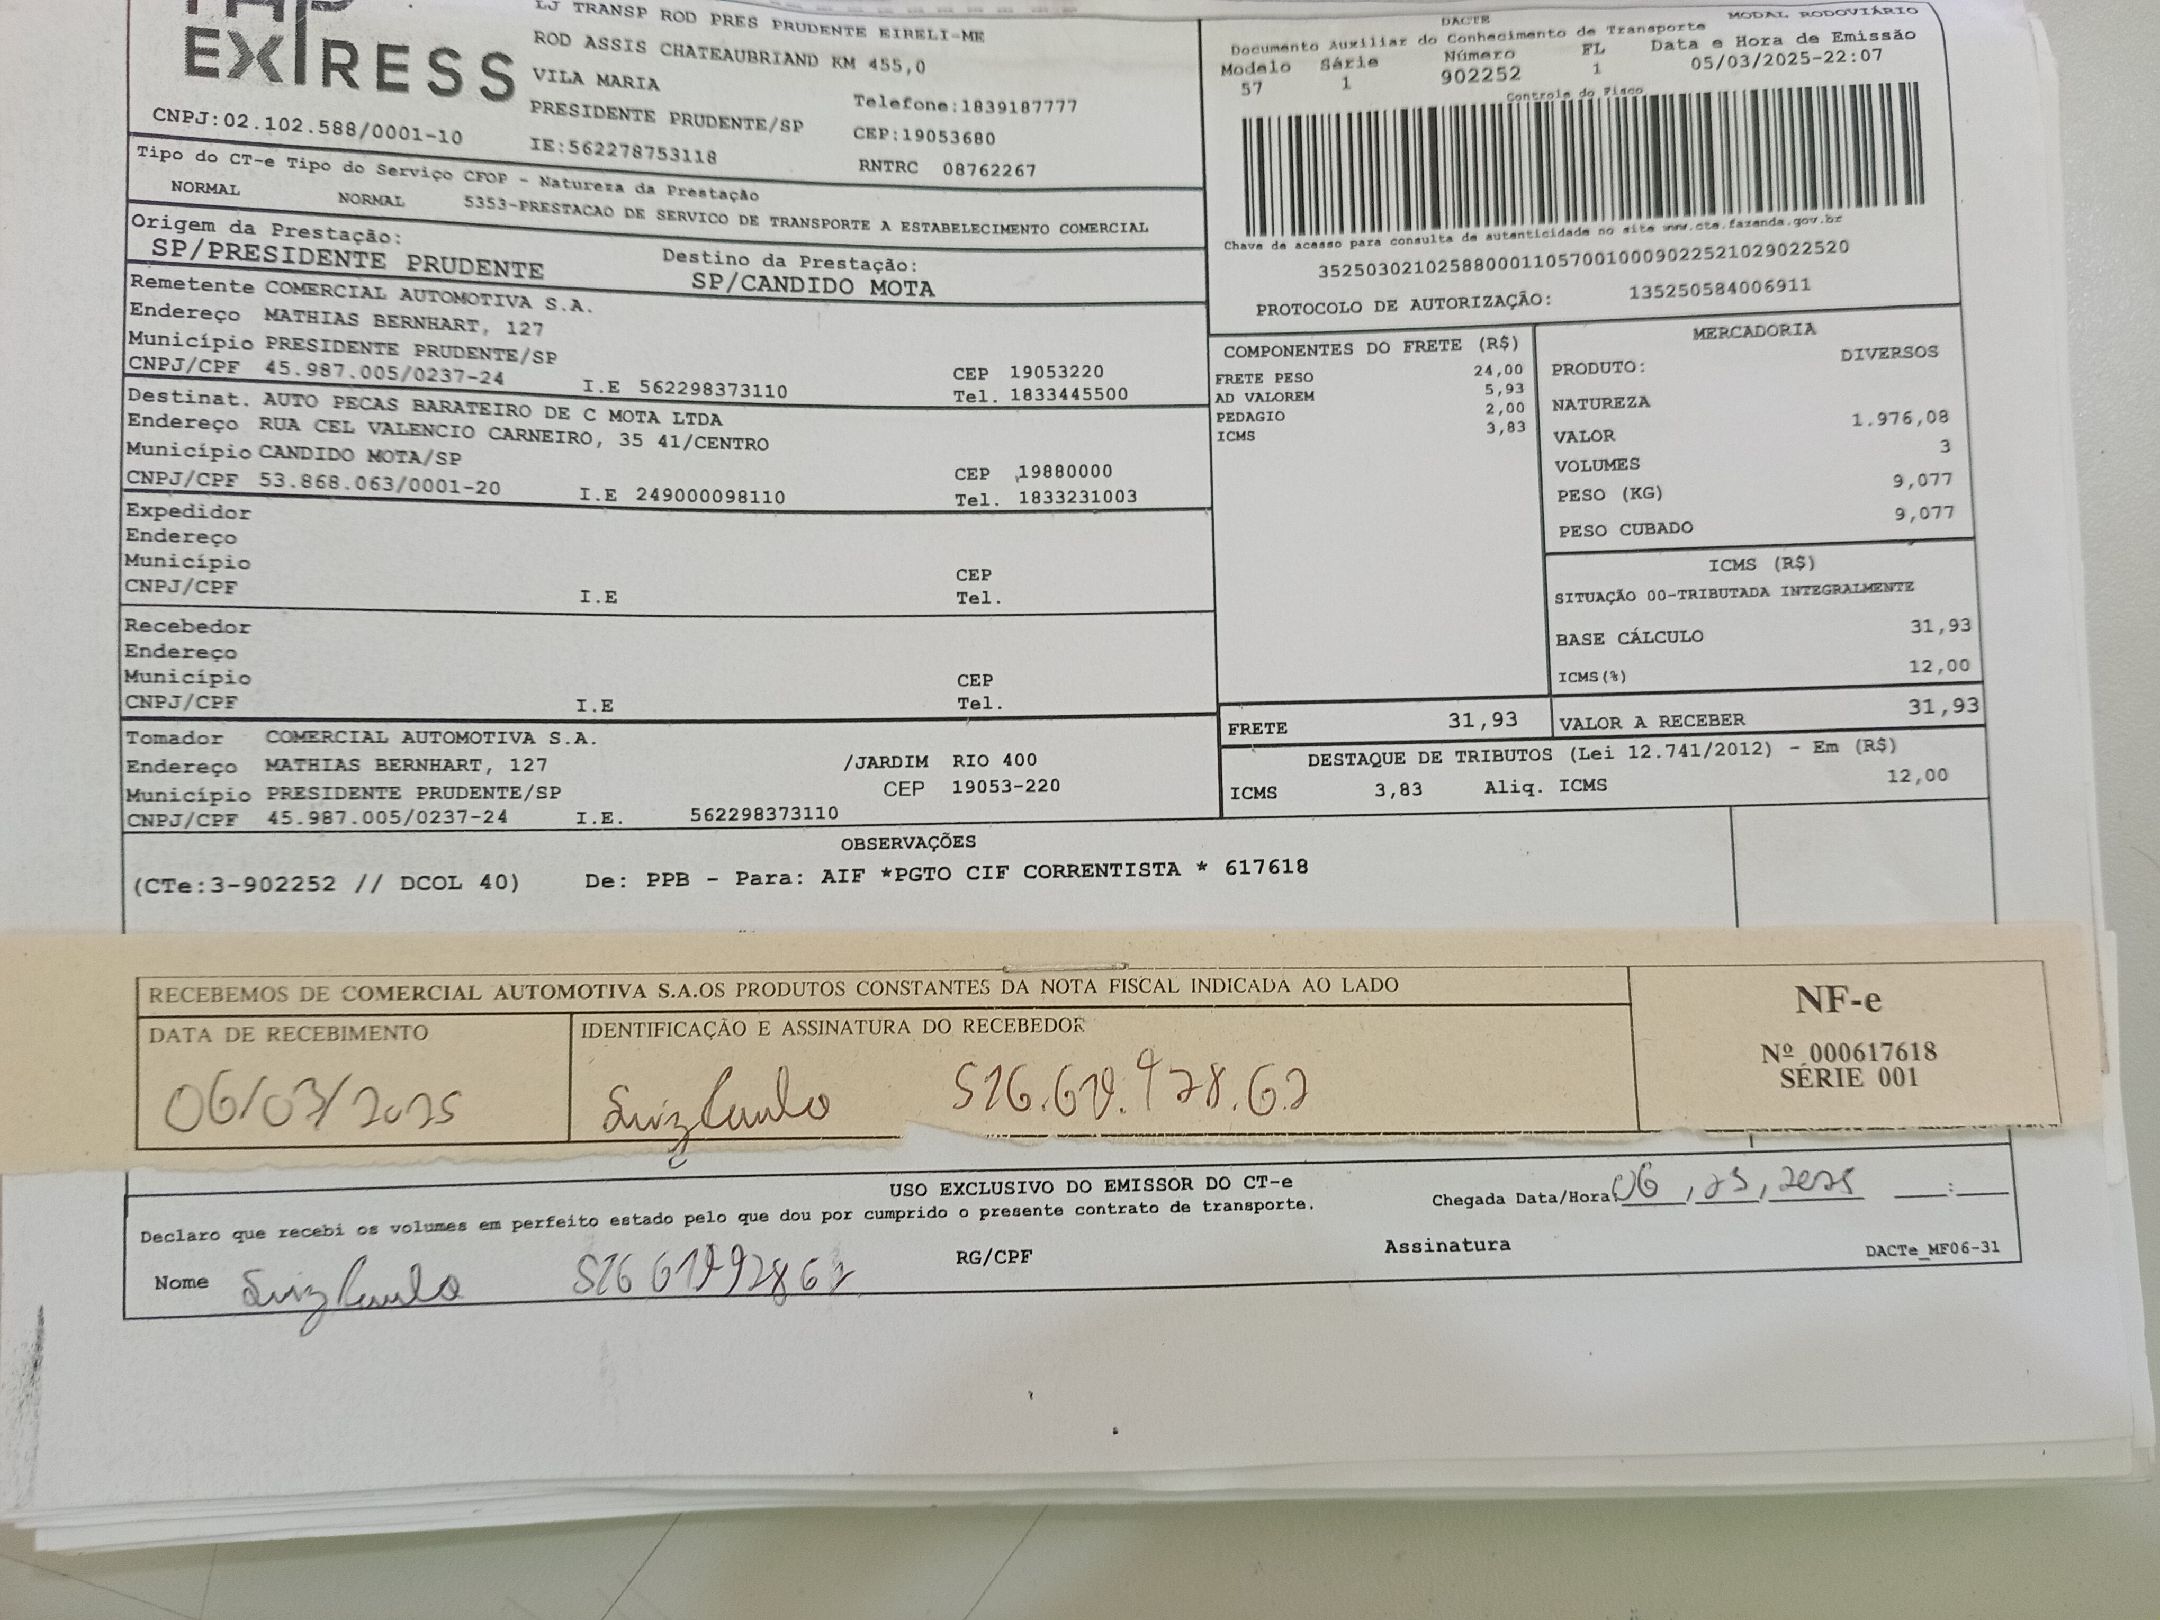 EXPRESS
LJ TRANSP ROD PRES PRUDENTE EIRELI-ME
ROD ASSIS CHATEAUBRIAND KM 455,0
VILA MARIA
PRESIDENTE PRUDENTE/SP
IE:562278753118
Telefone:1839187777
CEP:19053680
RNTRC 08762267
CNPJ:02.102.588/0001-10
DACTE MODAL RODOVIÁRIO
Documento Auxiliar do Conhecimento de Transporte
Modelo Série Número FL Data e Hora de Emissão
57 1 902252 1 05/03/2025-22:07
Controle do Fisco
Chave de acesso para consulta de autenticidade no site www.cte.fazenda.gov.br
35250302102588000110570010009022521029022520
PROTOCOLO DE AUTORIZAÇÃO: 135250584006911
Tipo do CT-e Tipo do Serviço CFOP - Natureza da Prestação
NORMAL NORMAL 5353-PRESTACAO DE SERVICO DE TRANSPORTE A ESTABELECIMENTO COMERCIAL
Origem da Prestação: Destino da Prestação:
SP/PRESIDENTE PRUDENTE SP/CANDIDO MOTA
Remetente COMERCIAL AUTOMOTIVA S.A.
Endereço MATHIAS BERNHART, 127
Município PRESIDENTE PRUDENTE/SP CEP 19053220
CNPJ/CPF 45.987.005/0237-24 I.E 562298373110 Tel. 1833445500
Destinat. AUTO PECAS BARATEIRO DE C MOTA LTDA
Endereço RUA CEL VALENCIO CARNEIRO, 35 41/CENTRO
Município CANDIDO MOTA/SP CEP 19880000
CNPJ/CPF 53.868.063/0001-20 I.E 249000098110 Tel. 1833231003
Expedidor
Endereço
Município CEP
CNPJ/CPF I.E Tel.
Recebedor
Endereço
Município CEP
CNPJ/CPF I.E Tel.
Tomador COMERCIAL AUTOMOTIVA S.A.
Endereço MATHIAS BERNHART, 127 /JARDIM RIO 400
Município PRESIDENTE PRUDENTE/SP CEP 19053-220
CNPJ/CPF 45.987.005/0237-24 I.E. 562298373110
COMPONENTES DO FRETE (R$)
FRETE PESO 24,00
AD VALOREM 5,93
PEDAGIO 2,00
ICMS 3,83
MERCADORIA
PRODUTO: DIVERSOS
NATUREZA
VALOR 1.976,08
VOLUMES 3
PESO (KG) 9,077
PESO CUBADO 9,077
ICMS (R$)
SITUAÇÃO 00-TRIBUTADA INTEGRALMENTE
BASE CÁLCULO 31,93
ICMS(%) 12,00
FRETE 31,93 VALOR A RECEBER 31,93
DESTAQUE DE TRIBUTOS (Lei 12.741/2012) - Em (R$)
ICMS 3,83 Aliq. ICMS 12,00
OBSERVAÇÕES
(CTe:3-902252 // DCOL 40) De: PPB - Para: AIF *PGTO CIF CORRENTISTA * 617618
RECEBEMOS DE COMERCIAL AUTOMOTIVA S.A.OS PRODUTOS CONSTANTES DA NOTA FISCAL INDICADA AO LADO
DATA DE RECEBIMENTO IDENTIFICAÇÃO E ASSINATURA DO RECEBEDOR
06/03/2025 Luiz Paulo
NF-e
Nº 000617618
SÉRIE 001
USO EXCLUSIVO DO EMISSOR DO CT-e
Declaro que recebi os volumes em perfeito estado pelo que dou por cumprido o presente contrato de transporte.
Chegada Data/Hora 06, 03, 2025 :
Nome Luiz Paulo RG/CPF Assinatura
DACTe_MF06-31